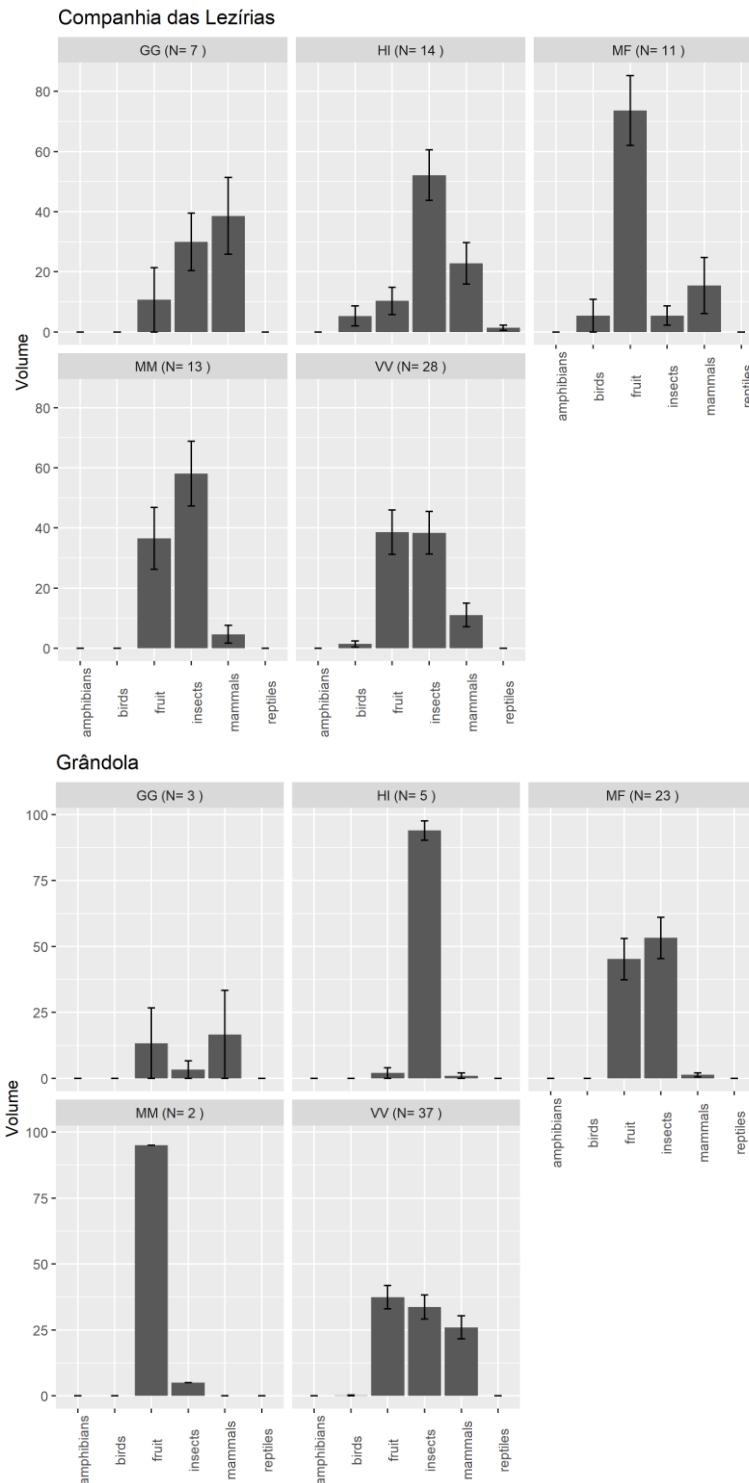 Companhia das Lezírias
GG (N= 7 )
HI (N= 14 )
MF (N= 11 )
80
60
40
20
0
MM (N= 13 )
VV (N= 28 )
amphibians
birds
fruit
insects
mammals
reptiles
Volume
80
60
40
20
0
amphibians
birds
fruit
insects
mammals
reptiles
amphibians
birds
fruit
insects
mammals
reptiles
Grândola
GG (N= 3 )
HI (N= 5 )
MF (N= 23 )
100
75
50
25
0
MM (N= 2 )
VV (N= 37 )
amphibians
birds
fruit
insects
mammals
reptiles
Volume
100
75
50
25
0
amphibians
birds
fruit
insects
mammals
reptiles
amphibians
birds
fruit
insects
mammals
reptiles